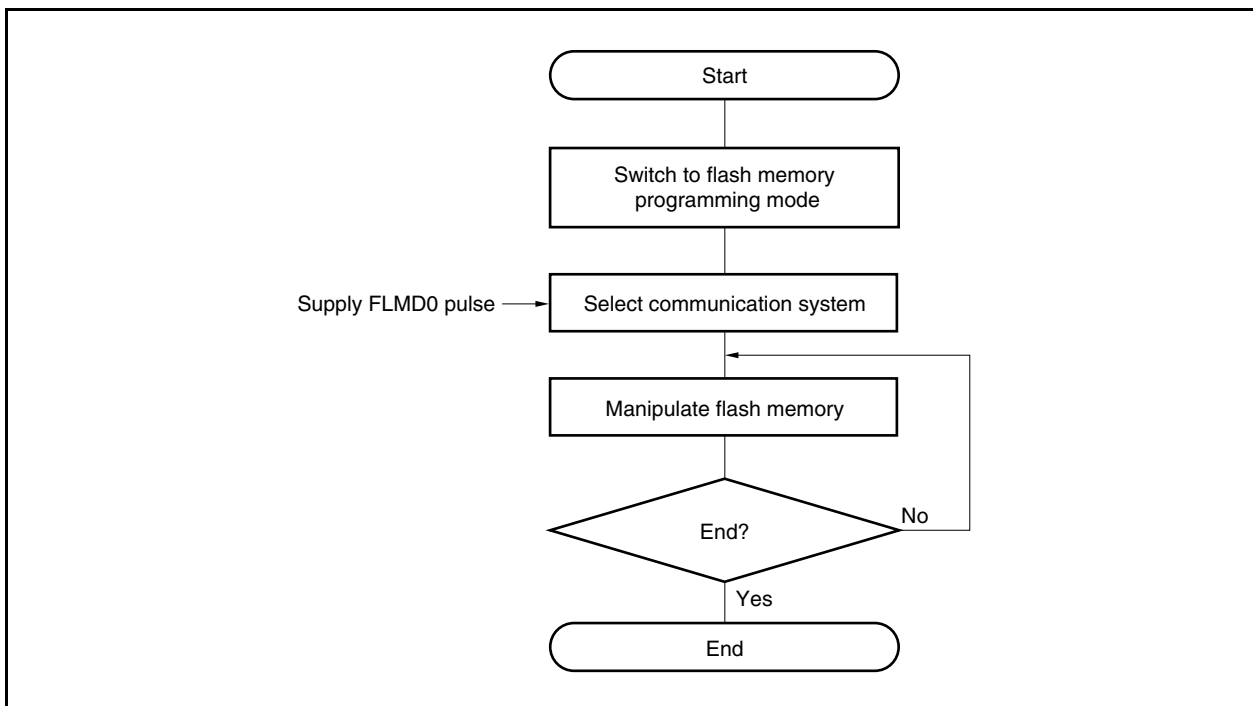 Start
Switch to flash memory
programming mode
Supply FLMD0 pulse
Select communication system
Manipulate flash memory
End?
No
Yes
End